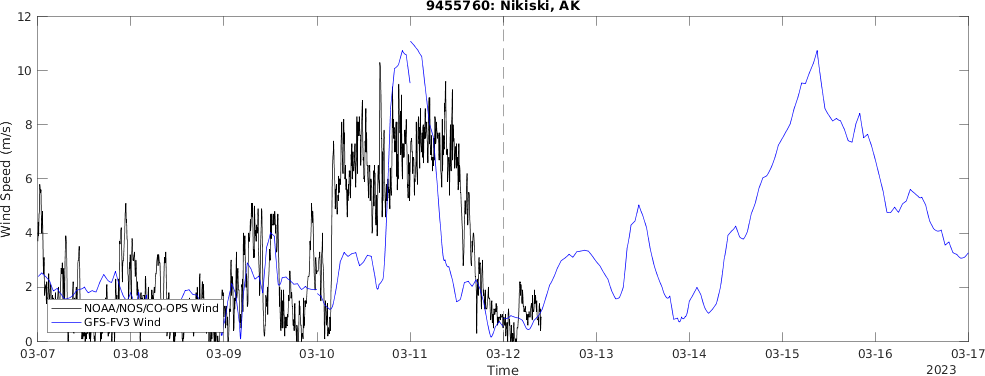 9455760: Nikiski, AK
12
10
8
6
4
2
0
Wind Speed (m/s)
NOAA/NOS/CO-OPS Wind
GFS-FV3 Wind
03-07 03-08 03-09 03-10 03-11 03-12 03-13 03-14 03-15 03-16 03-17
Time
2023